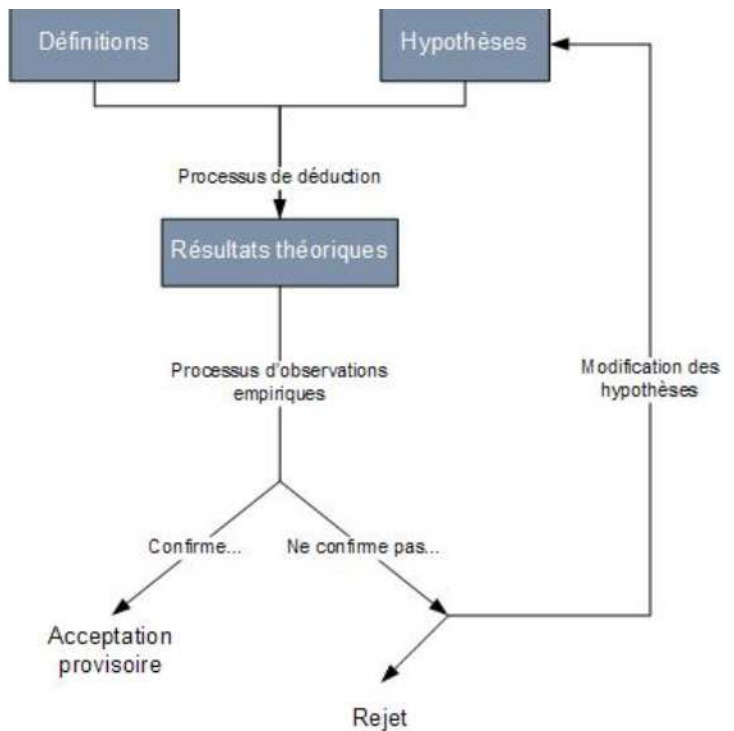 Définitions
Hypothèses
Processus de déduction
Résultats théoriques
Processus d'observations
empiriques
Modification des
hypothèses
Confirme...
Ne confirme pas...
Acceptation
provisoire
Rejet